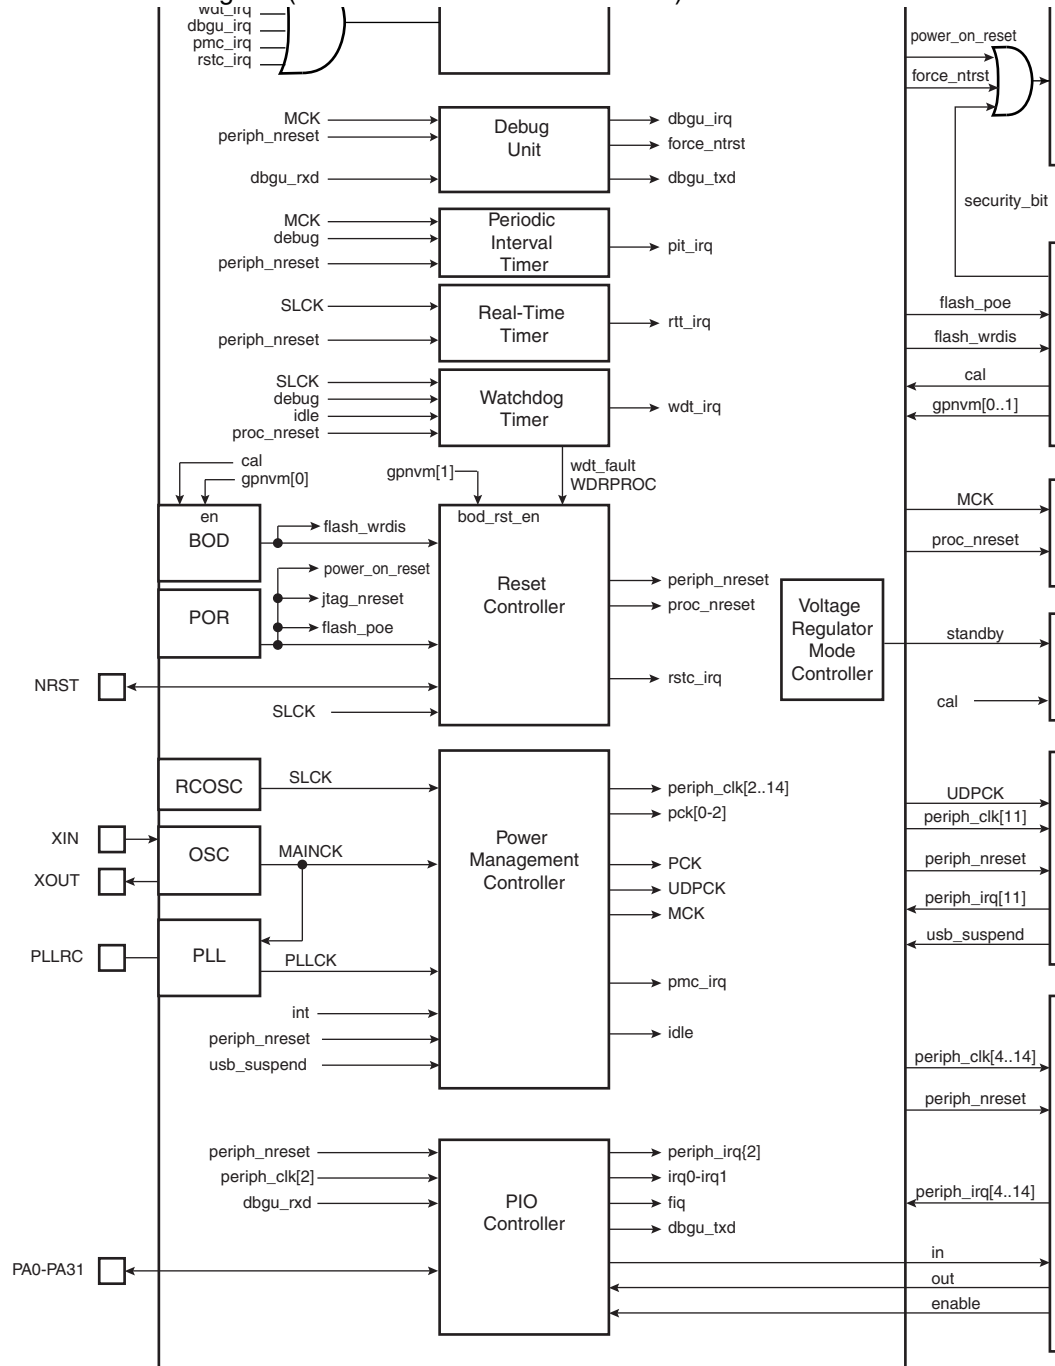 wdt_irq
dbgu_irq
pmc_irq
rstc_irq
power_on_reset
force_ntrst
security_bit
MCK
periph_nreset
dbgu_rxd
Debug
Unit
dbgu_irq
force_ntrst
dbgu_txd
MCK
debug
periph_nreset
Periodic
Interval
Timer
pit_irq
SLCK
periph_nreset
Real-Time
Timer
rtt_irq
flash_poe
flash_wrdis
cal
gpnvm[0..1]
SLCK
debug
idle
proc_nreset
Watchdog
Timer
wdt_irq
cal
gpnvm[0]
gpnvm[1]
wdt_fault
WDRPROC
en
BOD
flash_wrdis
bod_rst_en
power_on_reset
jtag_nreset
flash_poe
POR
Reset
Controller
periph_nreset
proc_nreset
rstc_irq
NRST
SLCK
MCK
proc_nreset
Voltage
Regulator
Mode
Controller
standby
cal
RCOSC
SLCK
XIN
OSC
MAINCK
XOUT
PLLRC
PLL
PLLCK
int
periph_nreset
usb_suspend
Power
Management
Controller
periph_clk[2..14]
pck[0-2]
PCK
UDPCK
MCK
pmc_irq
idle
UDPCK
periph_clk[11]
periph_nreset
periph_irq[11]
usb_suspend
periph_clk[4..14]
periph_nreset
periph_irq[4..14]
periph_nreset
periph_clk[2]
dbgu_rxd
PIO
Controller
periph_irq{2]
irq0-irq1
fiq
dbgu_txd
PA0-PA31
in
out
enable